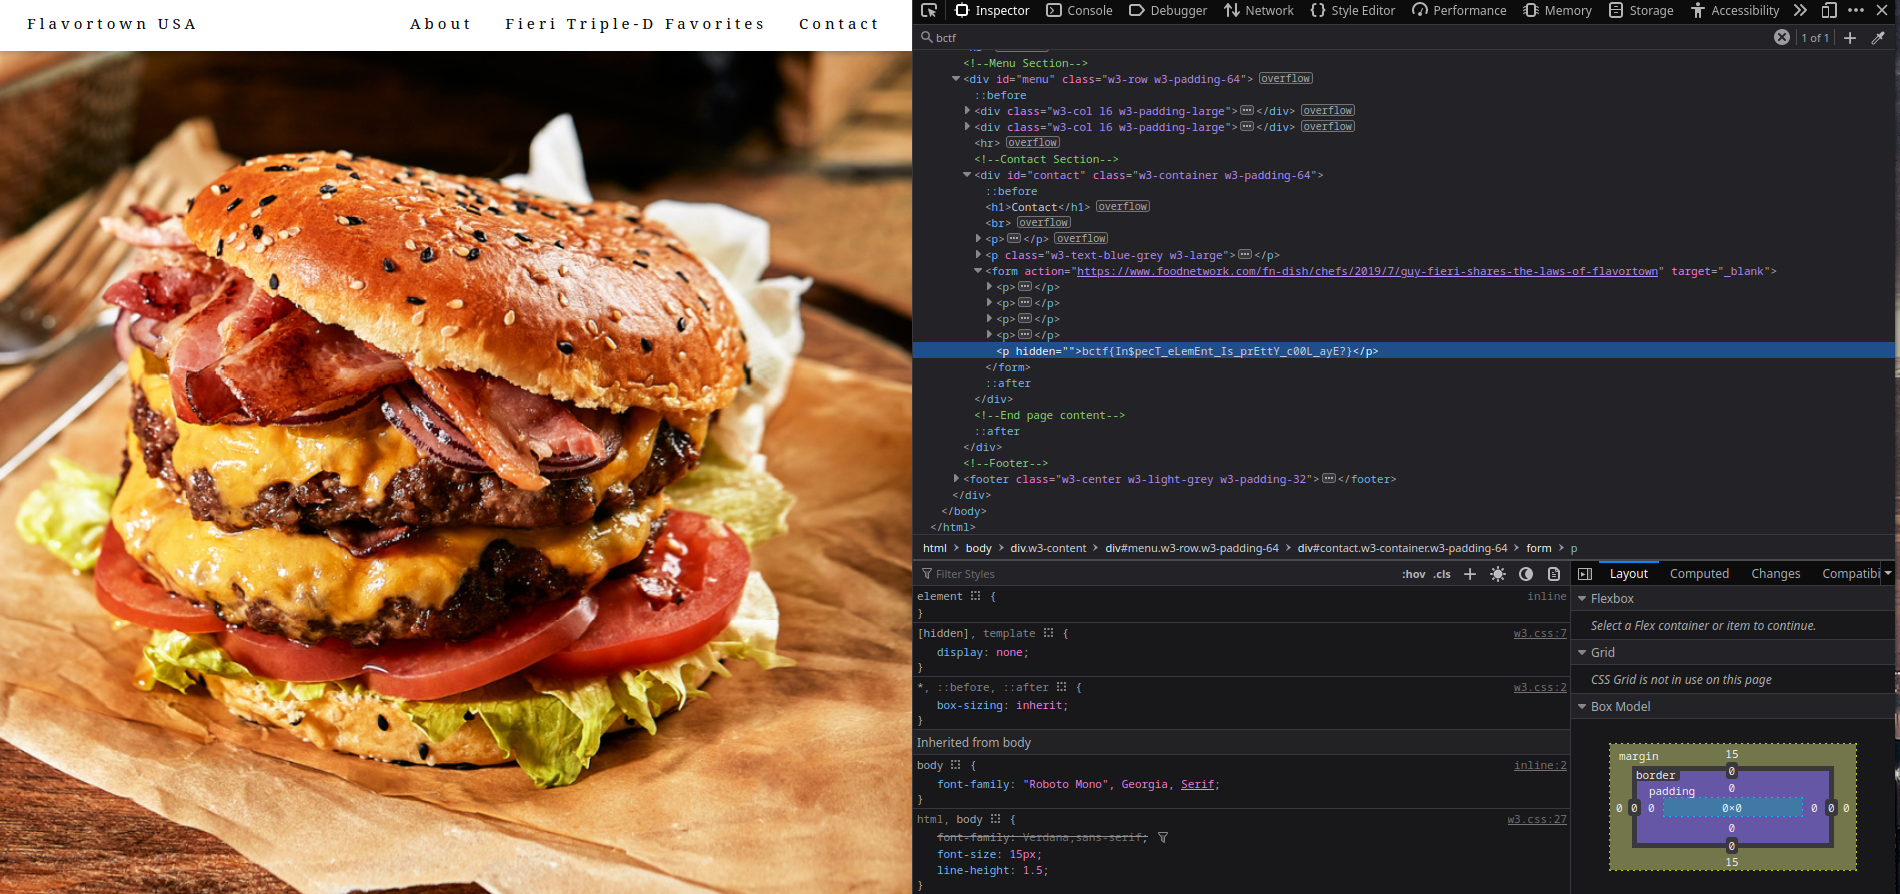 Flavortown USA
About
Fieri Triple-D Favorites
Contact
Inspector
Console
Debugger
Network
Style Editor
Performance
Memory
Storage
Accessibility
bctf
1 of 1
<!--Menu Section-->
<div id="menu" class="w3-row w3-padding-64"> overflow
::before
<div class="w3-col l6 w3-padding-large"></div> overflow
<div class="w3-col l6 w3-padding-large"></div> overflow
<hr> overflow
<!--Contact Section-->
<div id="contact" class="w3-container w3-padding-64">
::before
<h1>Contact</h1> overflow
<br> overflow
<p></p> overflow
<p class="w3-text-blue-grey w3-large"></p>
<form action="https://www.foodnetwork.com/fn-dish/chefs/2019/7/guy-fieri-shares-the-laws-of-flavortown" target="_blank">
<p></p>
<p></p>
<p></p>
<p></p>
<p hidden="">bctf{In$pecT_eLemEnt_Is_prEttY_c00L_ayE?}</p>
</form>
::after
</div>
<!--End page content-->
::after
</div>
<!--Footer-->
<footer class="w3-center w3-light-grey w3-padding-32"></footer>
</div>
</body>
</html>
html > body > div.w3-content > div#menu.w3-row.w3-padding-64 > div#contact.w3-container.w3-padding-64 > form > p
Filter Styles
:hov .cls
element { inline
}
[hidden], template { w3.css:7
display: none;
}
*, ::before, ::after { w3.css:2
box-sizing: inherit;
}
Inherited from body
body { inline:2
font-family: "Roboto Mono", Georgia, Serif;
}
html, body { w3.css:27
font-family: Verdana,sans-serif;
font-size: 15px;
line-height: 1.5;
}
Layout
Computed
Changes
Compatibi
Flexbox
Select a Flex container or item to continue.
Grid
CSS Grid is not in use on this page
Box Model
margin
15
border
0
padding
0
0 0 0 0×0 0 0 0
0
0
15